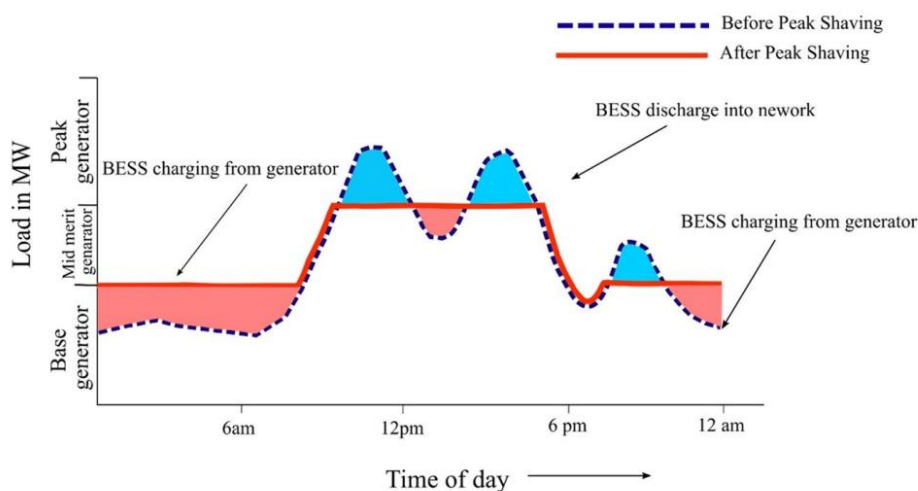 Before Peak Shaving
After Peak Shaving
Load in MW
Peak
generator
Mid merit
genarator
Base
generator
BESS charging from generator
BESS discharge into nework
BESS charging from generator
6am
12pm
6 pm
12 am
Time of day